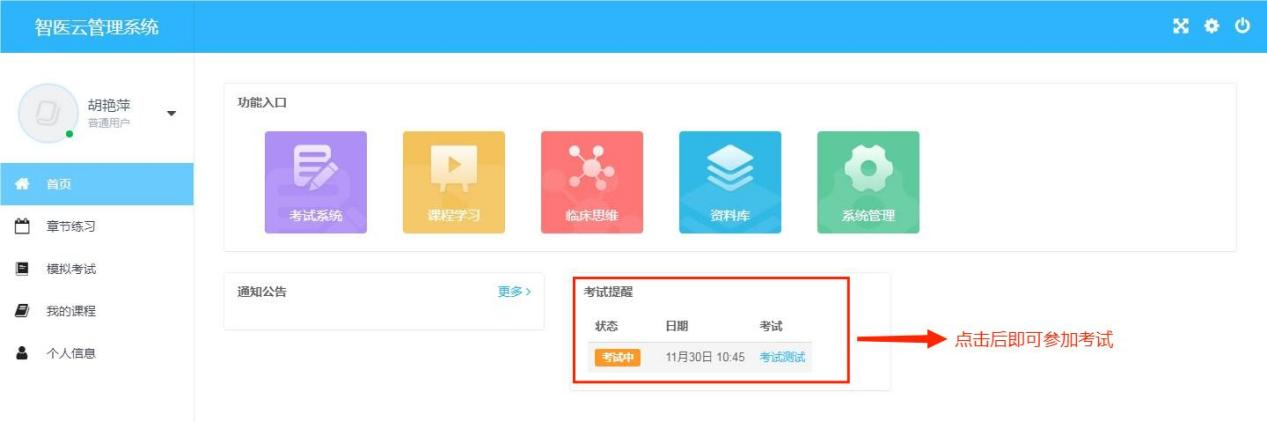 智医云管理系统
胡艳萍
普通用户
首页
章节练习
模拟考试
我的课程
个人信息
功能入口
考试系统
课程学习
临床思维
资料库
系统管理
通知公告
更多>
考试提醒
状态 日期 考试
考试中 11月30日 10:45 考试测试
点击后即可参加考试